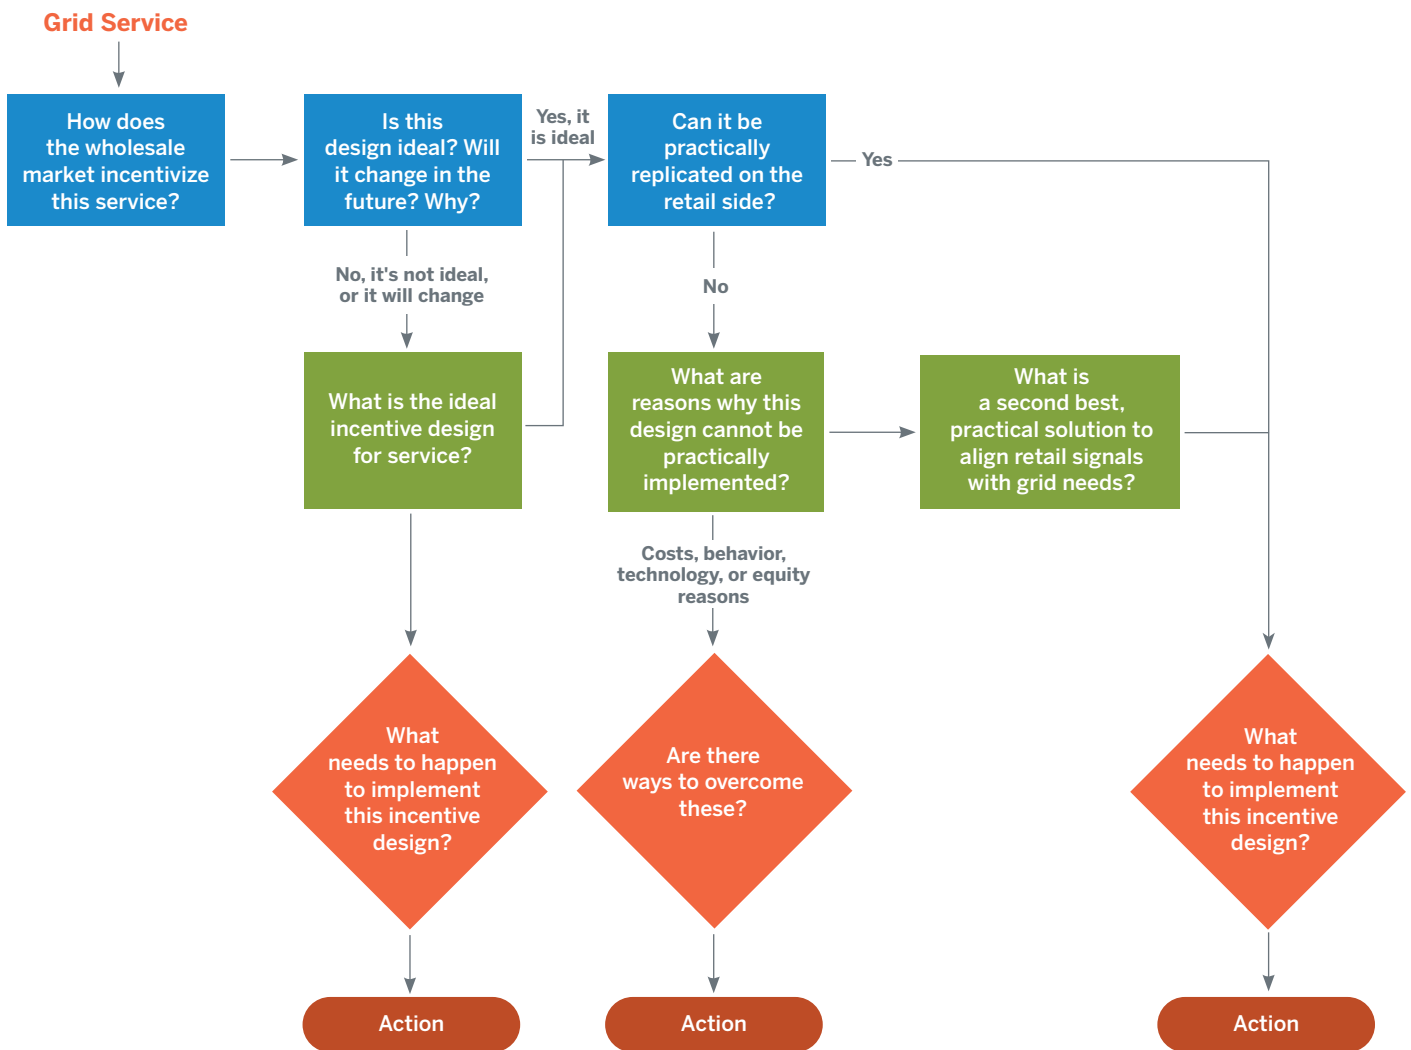 Grid Service
How does
the wholesale
market incentivize
this service?
Is this
design ideal? Will
it change in the
future? Why?
Yes, it
is ideal
Can it be
practically
replicated on the
retail side?
Yes
No, it's not ideal,
or it will change
No
What is the ideal
incentive design
for service?
What are
reasons why this
design cannot be
practically
implemented?
What is
a second best,
practical solution to
align retail signals
with grid needs?
Costs, behavior,
technology, or equity
reasons
What
needs to happen
to implement
this incentive
design?
Are there
ways to overcome
these?
What
needs to happen
to implement
this incentive
design?
Action
Action
Action